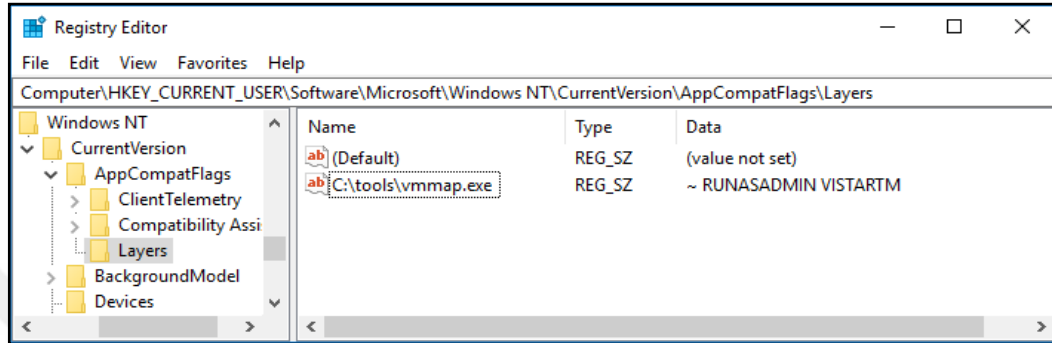 Registry Editor
File Edit View Favorites Help
Computer\HKEY_CURRENT_USER\Software\Microsoft\Windows NT\CurrentVersion\AppCompatFlags\Layers
Windows NT
CurrentVersion
AppCompatFlags
ClientTelemetry
Compatibility Assi
Layers
BackgroundModel
Devices
Name Type Data
ab (Default) REG_SZ (value not set)
ab C:\tools\vmmap.exe REG_SZ ~ RUNASADMIN VISTARTM